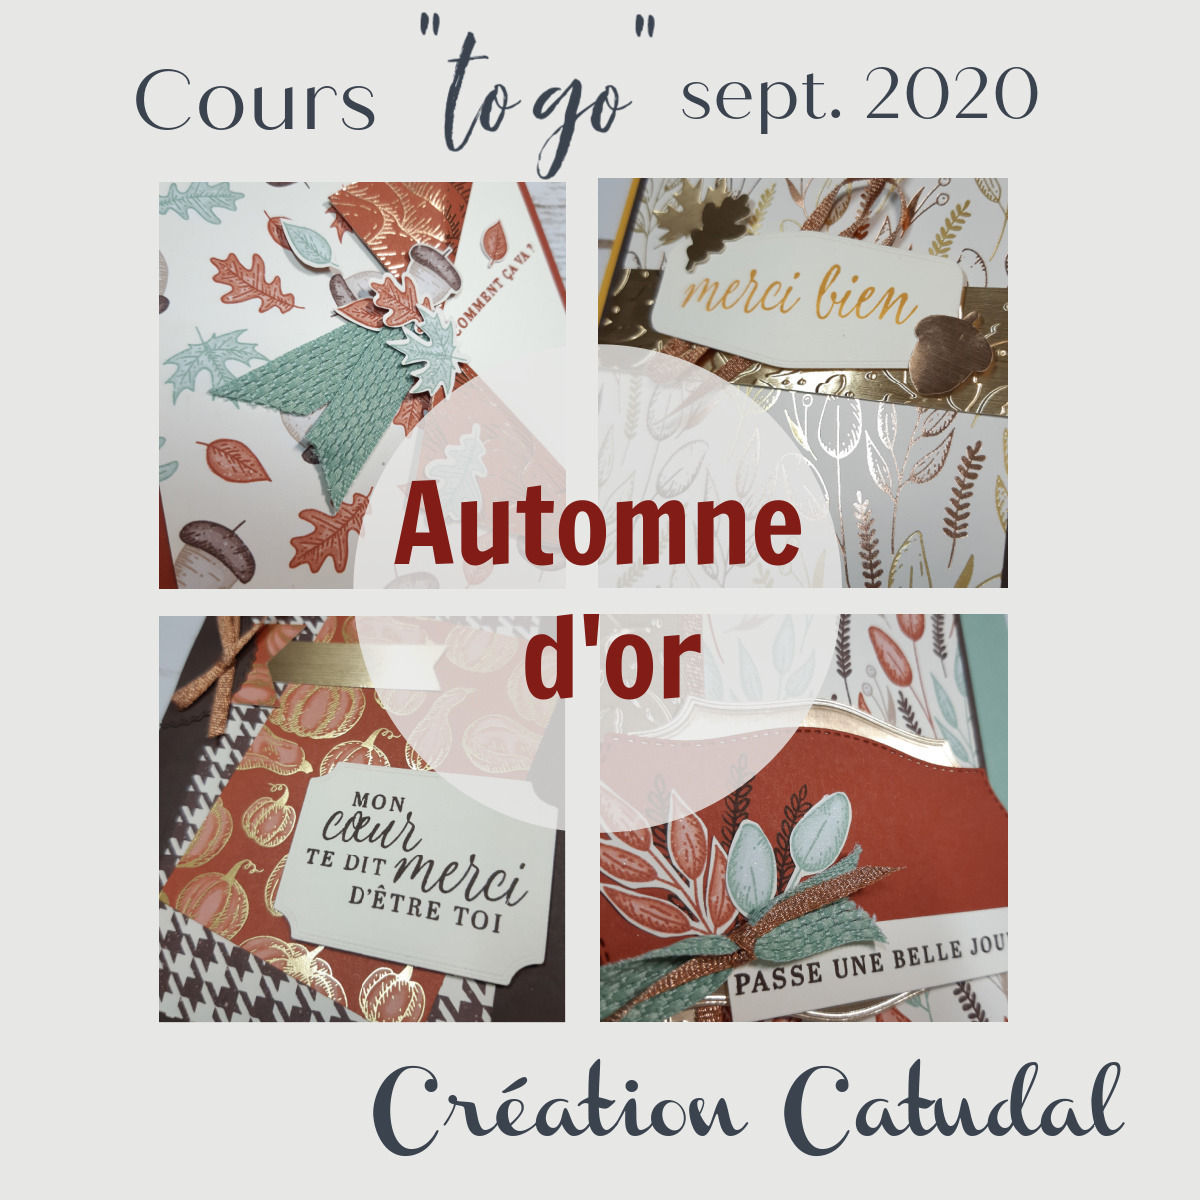 Cours "to go" sept. 2020
COMMENT ÇA VA?
merci bien
Automne
d'or
MON
cœur
TE DIT merci
D'ÊTRE TOI
PASSE UNE BELLE JOU
Création Catudal